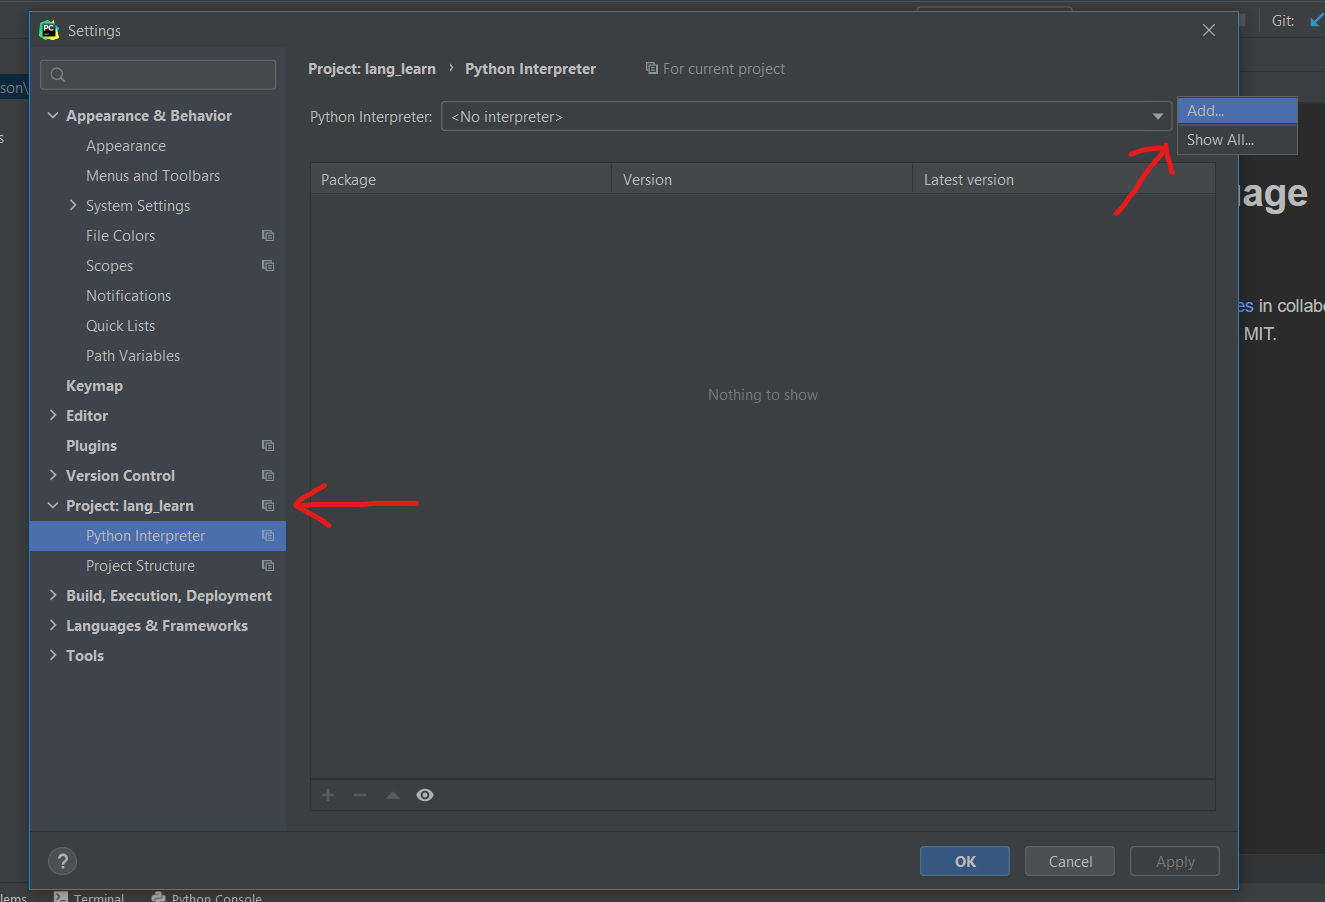 PC Settings
Git:
son\
s
Project: lang_learn › Python Interpreter For current project
Python Interpreter: <No interpreter>
Add...
Show All...
Appearance & Behavior
Appearance
Menus and Toolbars
System Settings
File Colors
Scopes
Notifications
Quick Lists
Path Variables
Keymap
Editor
Plugins
Version Control
Project: lang_learn
Python Interpreter
Project Structure
Build, Execution, Deployment
Languages & Frameworks
Tools
Package Version Latest version
Nothing to show
uage
es in collabo
MIT.
? OK Cancel Apply
lems Terminal Python Console